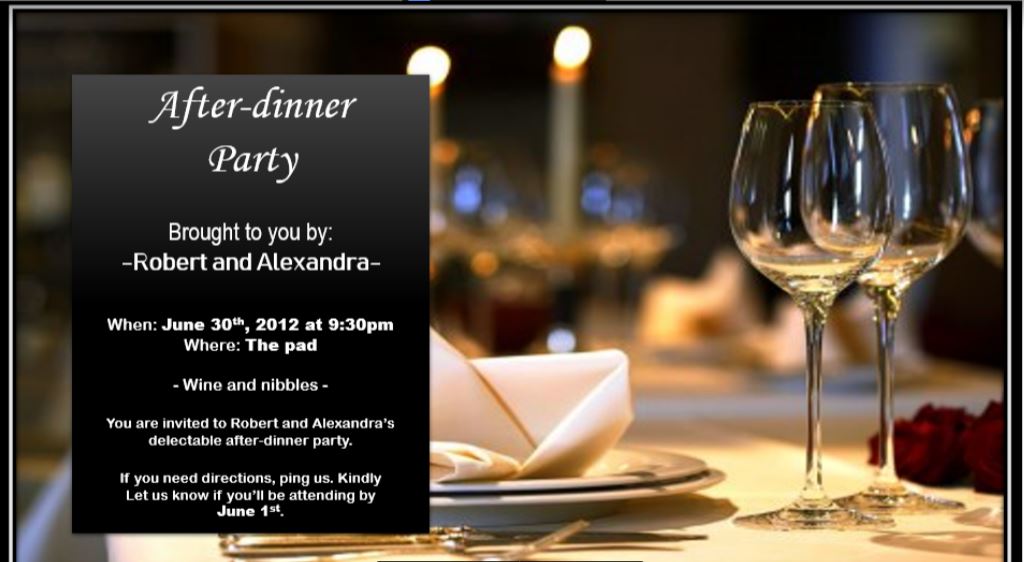 After-dinner
Party
Brought to you by:
–Robert and Alexandra–
When: June 30th, 2012 at 9:30pm
Where: The pad
- Wine and nibbles -
You are invited to Robert and Alexandra’s
delectable after-dinner party.
If you need directions, ping us. Kindly
Let us know if you’ll be attending by
June 1st.